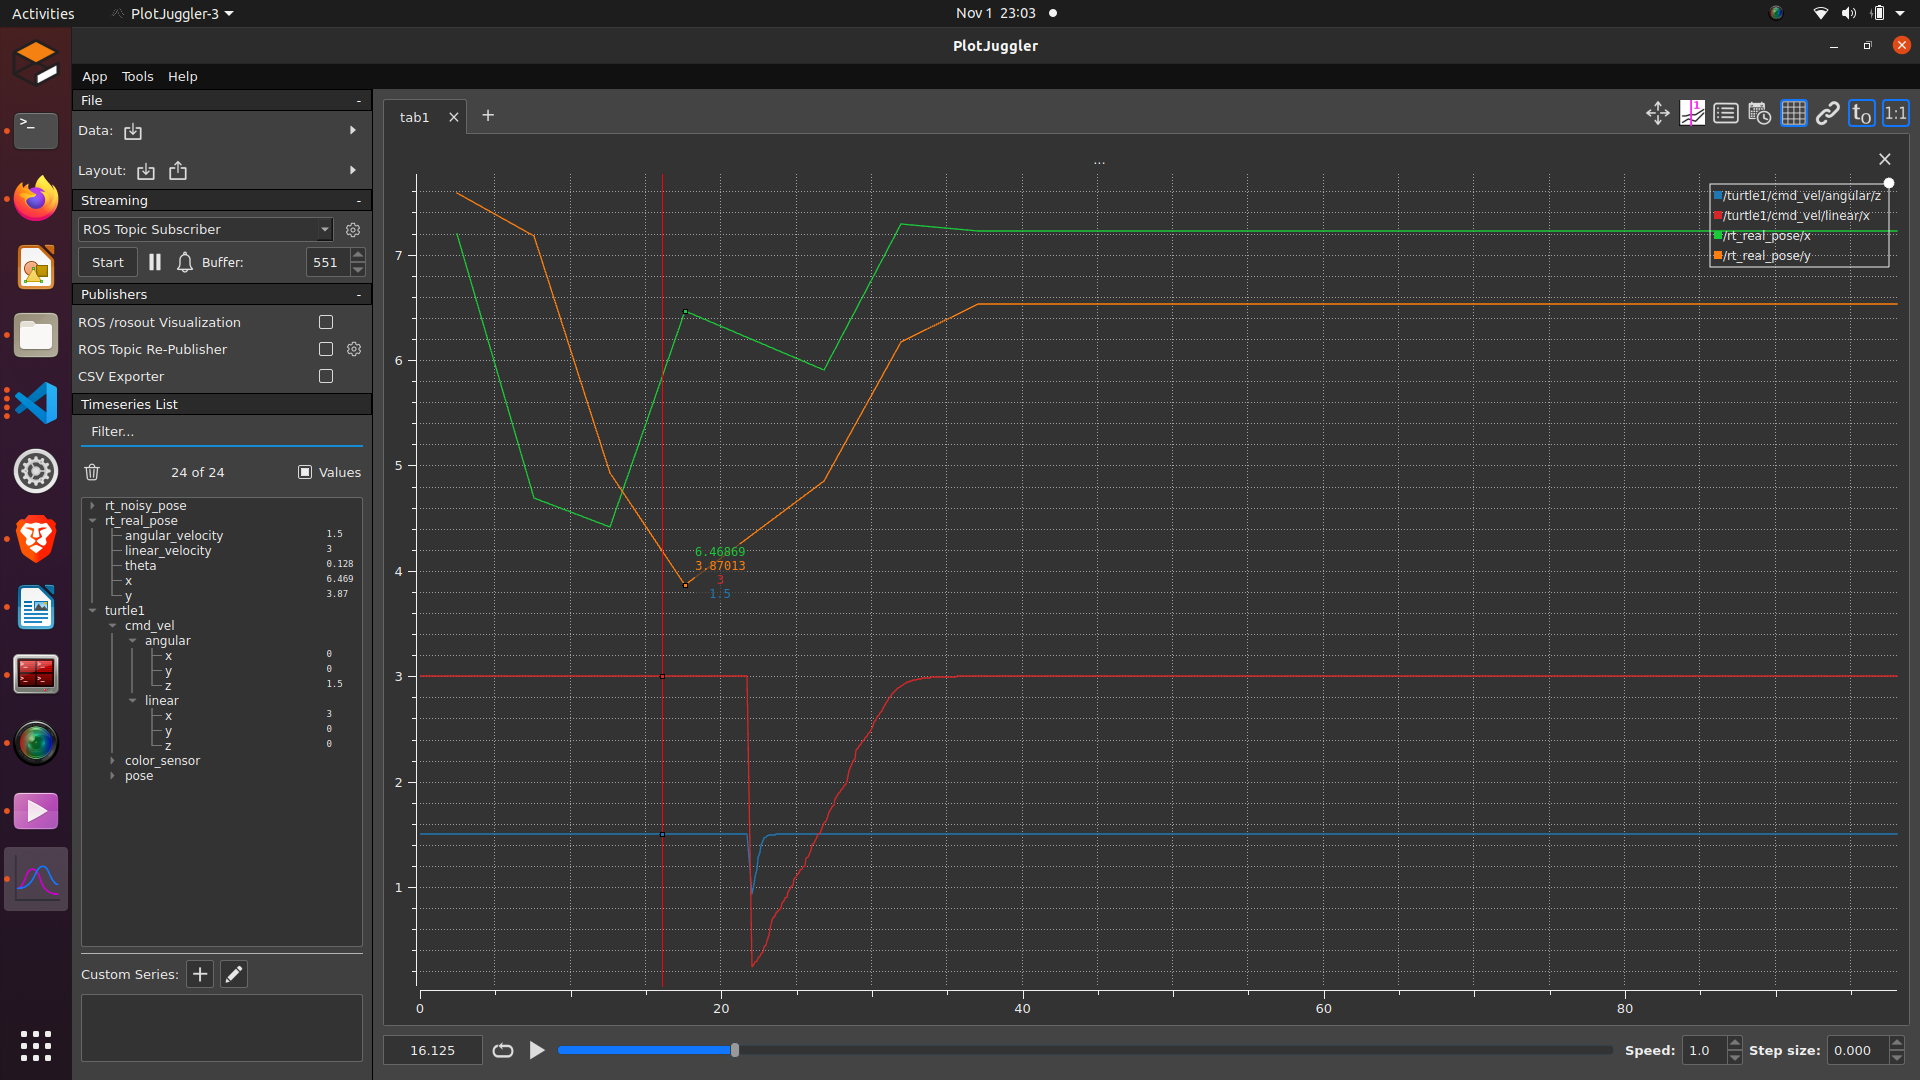 Activities PlotJuggler-3 Nov 1 23:03
PlotJuggler
App Tools Help
File -
Data:
Layout:
Streaming -
ROS Topic Subscriber
Start Buffer: 551
Publishers -
ROS /rosout Visualization
ROS Topic Re-Publisher
CSV Exporter
Timeseries List
Filter...
24 of 24 Values
rt_noisy_pose
rt_real_pose
angular_velocity 1.5
linear_velocity 3
theta 0.128
x 6.469
y 3.87
turtle1
cmd_vel
angular
x 0
y 0
z 1.5
linear
x 3
y 0
z 0
color_sensor
pose
Custom Series:
tab1
1
t0 1:1
...
/turtle1/cmd_vel/angular/z
/turtle1/cmd_vel/linear/x
/rt_real_pose/x
/rt_real_pose/y
7
6
5
4
3
2
1
6.46869
3.87013
3
1.5
0 20 40 60 80
16.125 Speed: 1.0 Step size: 0.000